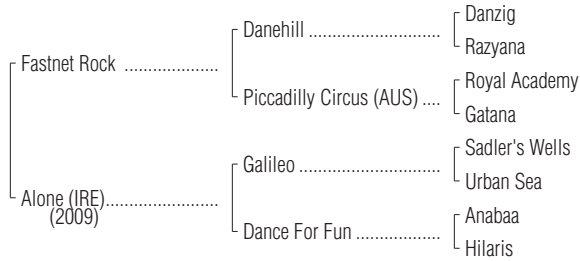 Danzig
Danehill ....................................
Razyana
Fastnet Rock .....................
Royal Academy
Piccadilly Circus (AUS) ....
Gatana
Sadler's Wells
Galileo .......................................
Urban Sea
Alone (IRE)..........................
(2009)
Anabaa
Dance For Fun .......................
Hilaris